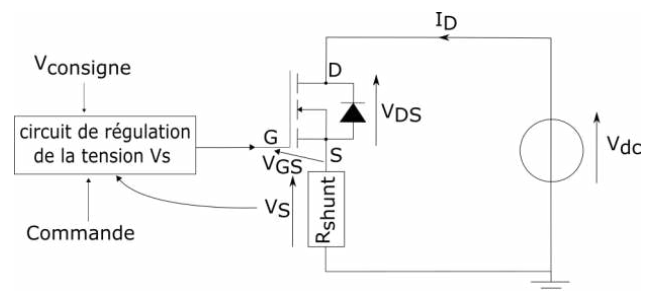 ID
Vconsigne
D
VDS
circuit de régulation
de la tension Vs
G
VGS
S
Vdc
VS
Rshunt
Commande